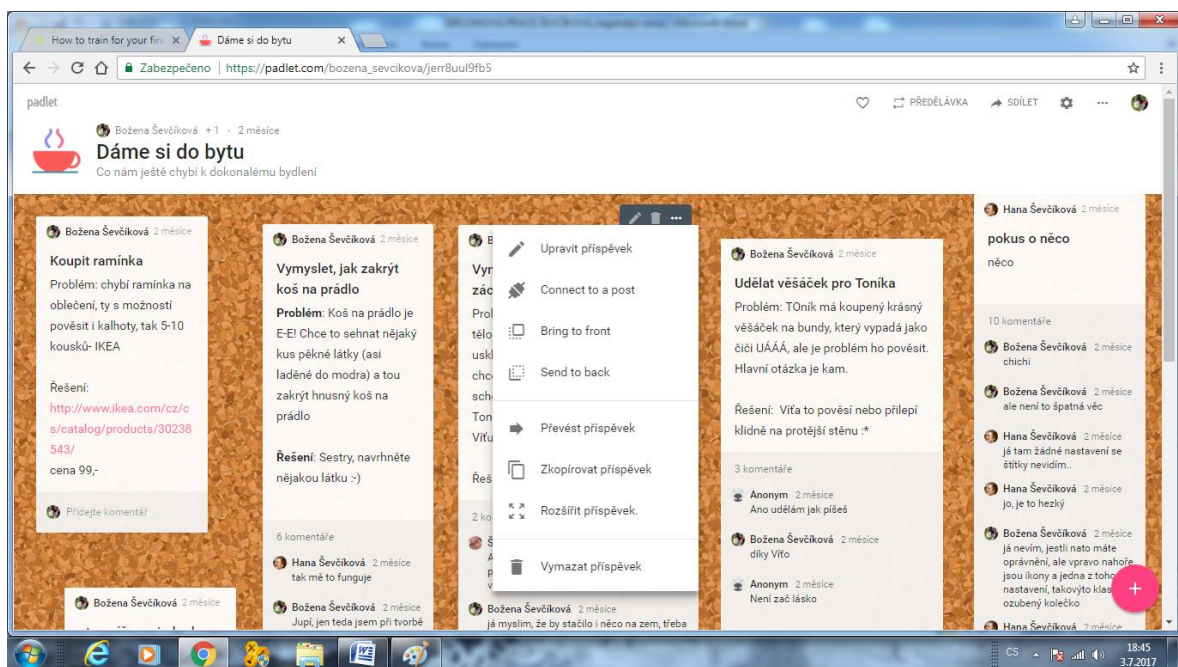 How to train for your firs
Dáme si do bytu
Zabezpečeno
https://padlet.com/bozena_sevcikova/jerr8uul9fb5
padlet
PŘEDĚLÁVKA
SDÍLET
Božena Ševčíková +1 - 2 měsíce
Dáme si do bytu
Co nám ještě chybí k dokonalému bydlení
Božena Ševčíková 2 měsíce
Koupit ramínka
Problém: chybí ramínka na
oblečení, ty s možností
pověsit i kalhoty, tak 5-10
kousků- IKEA
Řešení:
http://www.ikea.com/cz/c
s/catalog/products/30238
543/
cena 99,-
Přidejte komentář
Božena Ševčíková 2 měsíce
Božena Ševčíková 2 měsíce
Vymyslet, jak zakrýt
koš na prádlo
Problém: Koš na prádlo je
E-E! Chce to sehnat nějaký
kus pěkné látky (asi
laděné do modra) a tou
zakrýt hnusný koš na
prádlo
Řešení: Sestry, navrhněte
nějakou látku :-)
6 komentáře
Hana Ševčíková 2 měsíce
tak mě to funguje
Božena Ševčíková 2 měsíce
Jupí, jen teda jsem při tvorbě
B
Vyr
zác
Prol
tělo
uskl
chce
sch
Ton
Víťu
Řeš
2 ko
Upravit příspěvek
Connect to a post
Bring to front
Send to back
Převést příspěvek
Zkopírovat příspěvek
Rozšířit příspěvek.
Vymazat příspěvek
Božena Ševčíková 2 měsíce
já myslim, že by stačilo i něco na zem, třeba
Božena Ševčíková 2 měsíce
Udělat věšáček pro Toníka
Problém: TOník má koupený krásný
věšáček na bundy, který vypadá jako
čiči UÁÁÁ, ale je problém ho pověsit.
Hlavní otázka je kam.
Řešení: Víťa to pověsí nebo přilepí
klidně na protější stěnu :*
3 komentáře
Anonym 2 měsíce
Ano udělám jak píšeš
Božena Ševčíková 2 měsíce
díky Víťo
Anonym 2 měsíce
Není zač lásko
Hana Ševčíková 2 měsíce
pokus o něco
něco
10 komentáře
Božena Ševčíková 2 měsíce
chichi
Božena Ševčíková 2 měsíce
ale není to špatná věc
Hana Ševčíková 2 měsíce
já tam žádné nastavení se
štítky nevidím..
Hana Ševčíková 2 měsíce
jo, je to hezký
Božena Ševčíková 2 měsíce
já nevím, jestli nato máte
oprávnění, ale vpravo nahoře
jsou ikony a jedna z toho
nastavení, takovýto klas
ozubený kolečko
Hana Ševčíková 2 měsíce
CS
18:45
3.7.2017